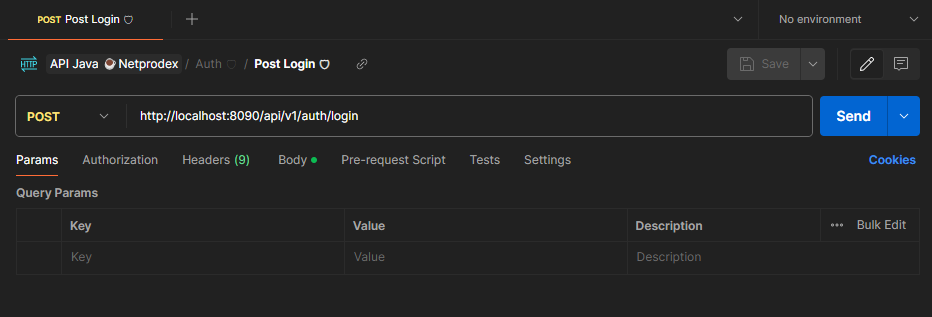 POST Post Login
No environment
HTTP API Java Netprodex / Auth / Post Login
Save
POST http://localhost:8090/api/v1/auth/login
Send
Params Authorization Headers (9) Body Pre-request Script Tests Settings Cookies
Query Params
Key Value Description ••• Bulk Edit
Key Value Description